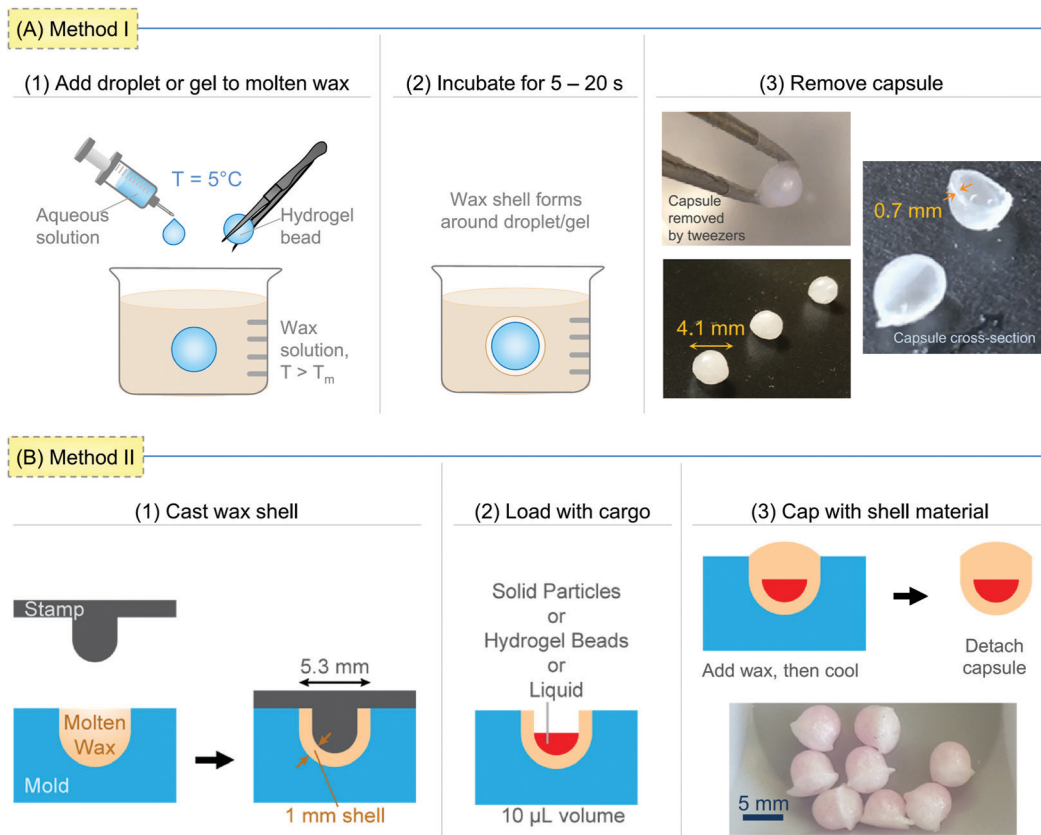 (A) Method I
(1) Add droplet or gel to molten wax
T = 5°C
Aqueous
solution
Hydrogel
bead
Wax
solution,
T > Tₘ
(2) Incubate for 5 – 20 s
Wax shell forms
around droplet/gel
(3) Remove capsule
Capsule
removed
by tweezers
4.1 mm
0.7 mm
Capsule cross-section
(B) Method II
(1) Cast wax shell
Stamp
Molten
Wax
Mold
5.3 mm
1 mm shell
(2) Load with cargo
Solid Particles
or
Hydrogel Beads
or
Liquid
10 µL volume
(3) Cap with shell material
Add wax, then cool
Detach
capsule
5 mm